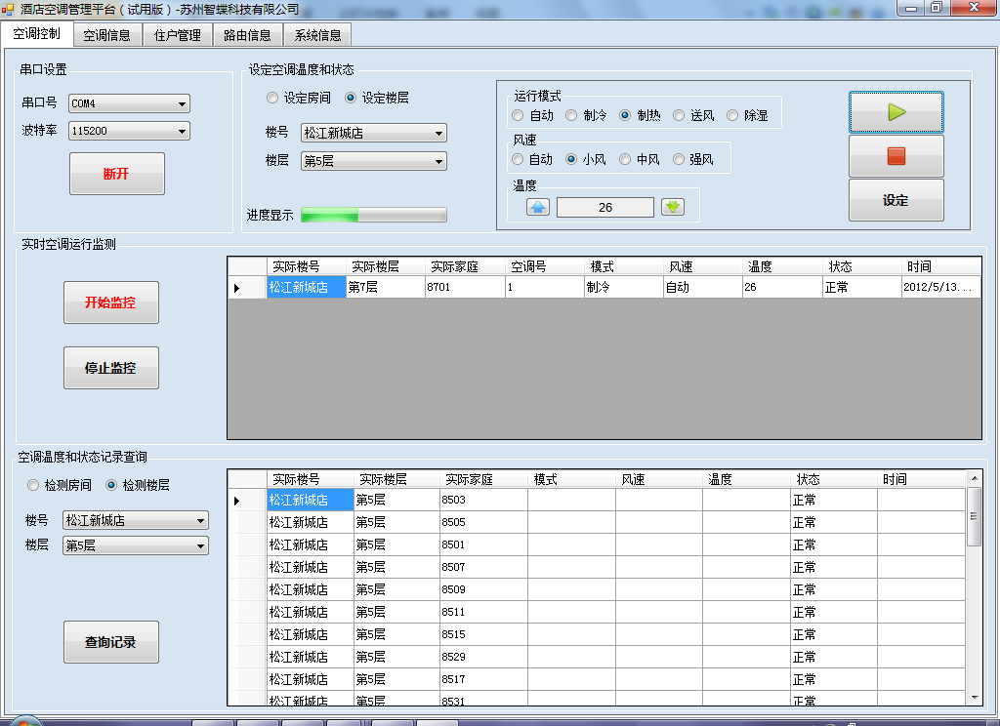 酒店空调管理平台（试用版）-苏州智蝶科技有限公司
空调控制 空调信息 住户管理 路由信息 系统信息
串口设置
串口号 COM4
波特率 115200
断开
设定空调温度和状态
设定房间 设定楼层
楼号 松江新城店
楼层 第5层
进度显示
运行模式
自动 制冷 制热 送风 除湿
风速
自动 小风 中风 强风
温度
26
设定
实时空调运行监测
开始监控
停止监控
实际楼号 实际楼层 实际家庭 空调号 模式 风速 温度 状态 时间
松江新城店 第7层 8701 1 制冷 自动 26 正常 2012/5/13...
空调温度和状态记录查询
检测房间 检测楼层
楼号 松江新城店
楼层 第5层
查询记录
实际楼号 实际楼层 实际家庭 模式 风速 温度 状态 时间
松江新城店 第5层 8503 正常
松江新城店 第5层 8505 正常
松江新城店 第5层 8501 正常
松江新城店 第5层 8507 正常
松江新城店 第5层 8509 正常
松江新城店 第5层 8511 正常
松江新城店 第5层 8515 正常
松江新城店 第5层 8529 正常
松江新城店 第5层 8517 正常
松江新城店 第5层 8531 正常